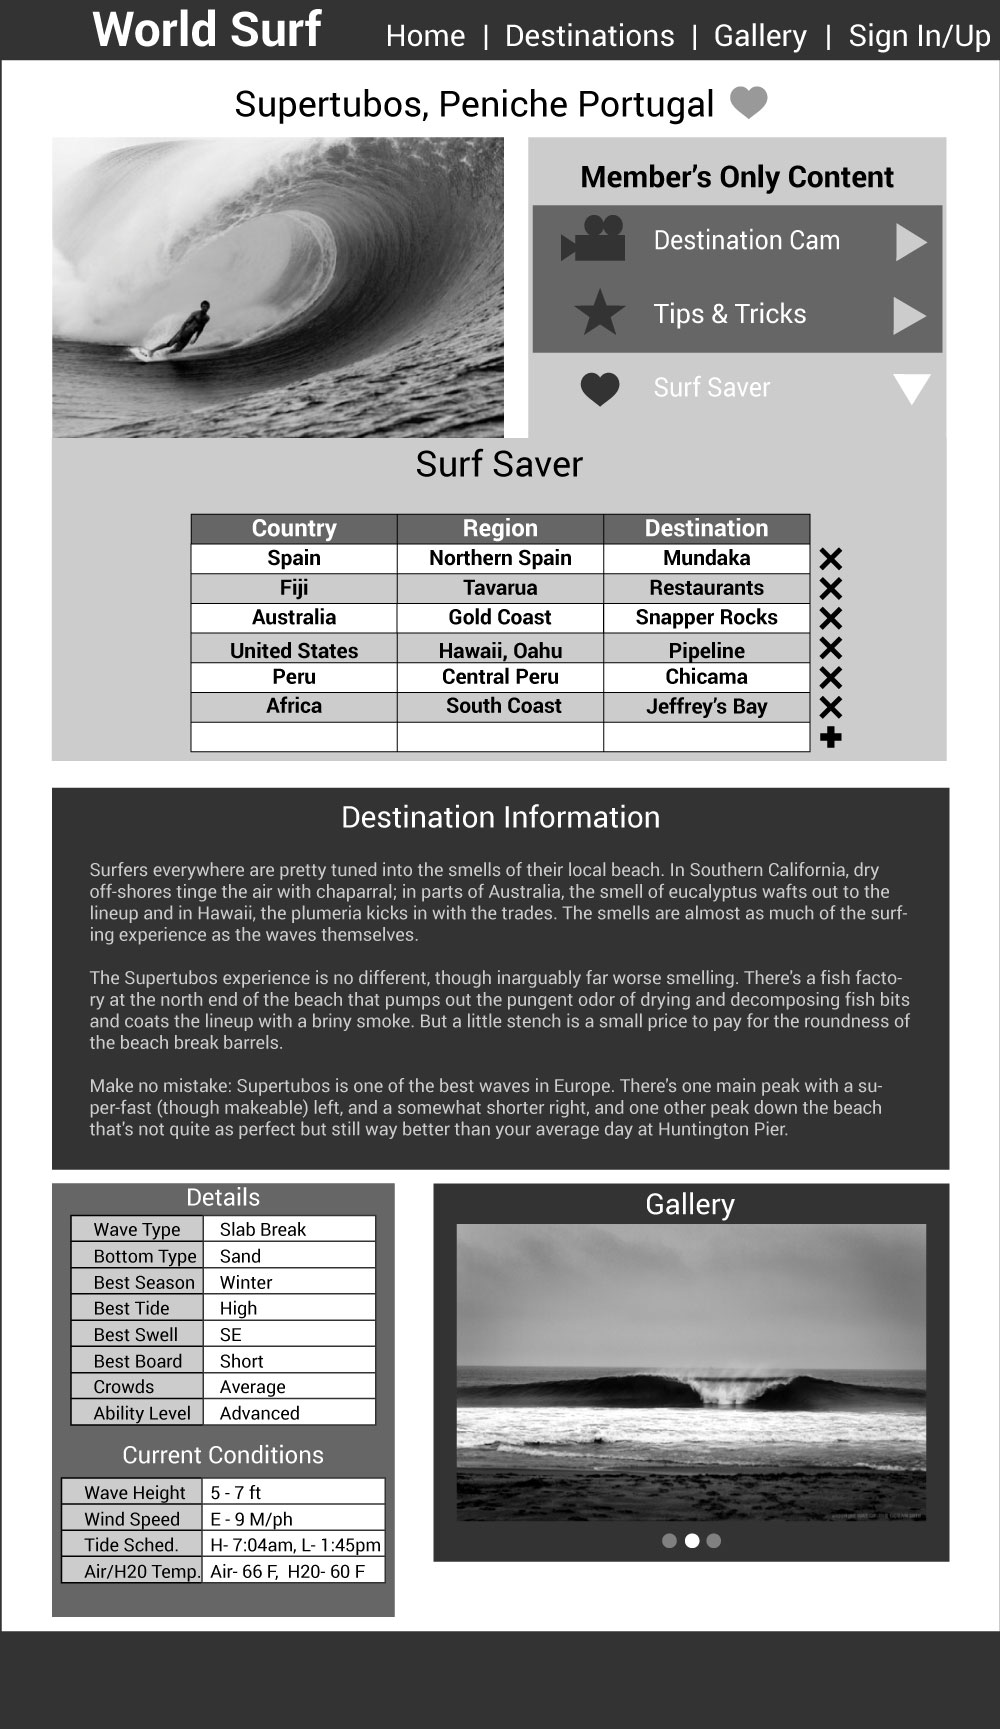 World Surf
Home | Destinations | Gallery | Sign In/Up
Supertubos, Peniche Portugal
Member's Only Content
Destination Cam
Tips & Tricks
Surf Saver
Surf Saver
Country Region Destination
Spain Northern Spain Mundaka
Fiji Tavarua Restaurants
Australia Gold Coast Snapper Rocks
United States Hawaii, Oahu Pipeline
Peru Central Peru Chicama
Africa South Coast Jeffrey's Bay
Destination Information
Surfers everywhere are pretty tuned into the smells of their local beach. In Southern California, dry
off-shores tinge the air with chaparral; in parts of Australia, the smell of eucalyptus wafts out to the
lineup and in Hawaii, the plumeria kicks in with the trades. The smells are almost as much of the surf-
ing experience as the waves themselves.
The Supertubos experience is no different, though inarguably far worse smelling. There's a fish facto-
ry at the north end of the beach that pumps out the pungent odor of drying and decomposing fish bits
and coats the lineup with a briny smoke. But a little stench is a small price to pay for the roundness of
the beach break barrels.
Make no mistake: Supertubos is one of the best waves in Europe. There's one main peak with a su-
per-fast (though makeable) left, and a somewhat shorter right, and one other peak down the beach
that's not quite as perfect but still way better than your average day at Huntington Pier.
Details
Wave Type Slab Break
Bottom Type Sand
Best Season Winter
Best Tide High
Best Swell SE
Best Board Short
Crowds Average
Ability Level Advanced
Current Conditions
Wave Height 5 - 7 ft
Wind Speed E - 9 M/ph
Tide Sched. H- 7:04am, L- 1:45pm
Air/H20 Temp. Air- 66 F, H20- 60 F
Gallery